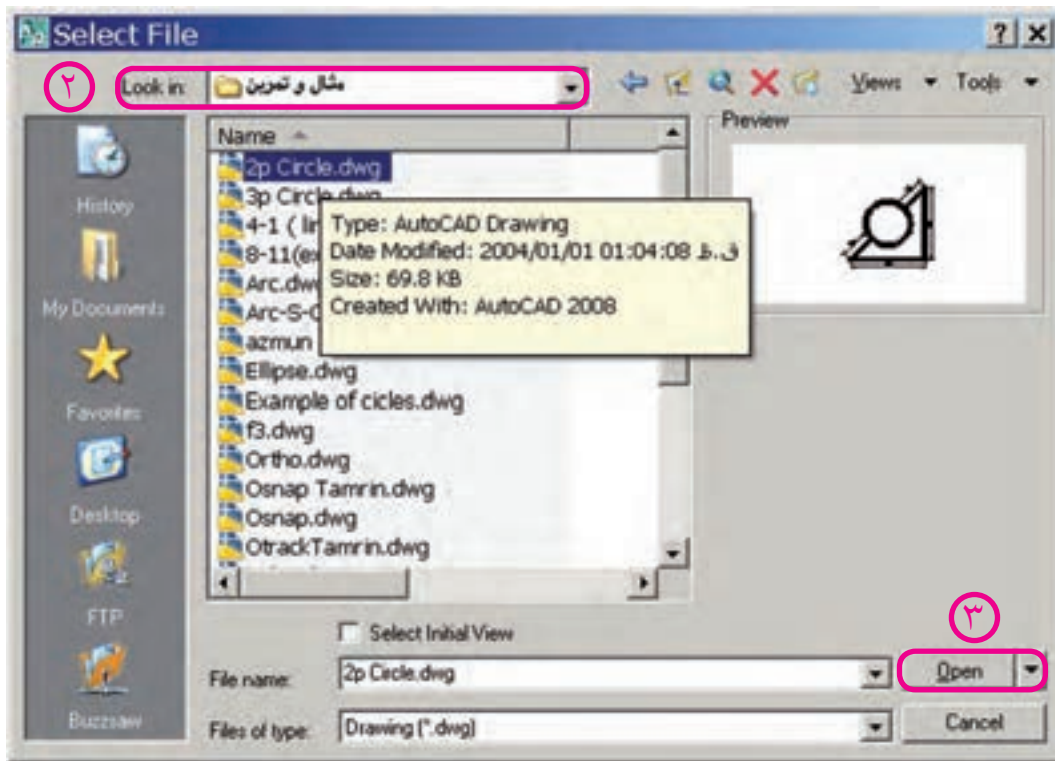 Select File
۲ Look in: مثال و تمرین Views Tools
Name
Preview
2p Circle.dwg
3p Circle.dwg
4-1 ( lin
8-11(ex
Arc.dwg
Arc-S-C
azmun
Ellipse.dwg
Example of cicles.dwg
f3.dwg
Ortho.dwg
Osnap Tamrin.dwg
Osnap.dwg
OtrackTamrin.dwg
Type: AutoCAD Drawing
Date Modified: 2004/01/01 01:04:08 ق.ظ
Size: 69.8 KB
Created With: AutoCAD 2008
History
My Documents
Favorites
Desktop
FTP
Buzzsaw
Select Initial View
۳
File name: 2p Circle.dwg Open
Files of type: Drawing (*.dwg) Cancel